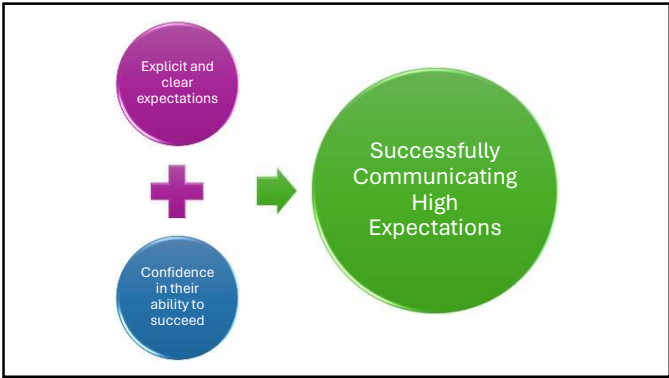 Explicit and
clear
expectations
Confidence
in their
ability to
succeed
Successfully
Communicating
High
Expectations